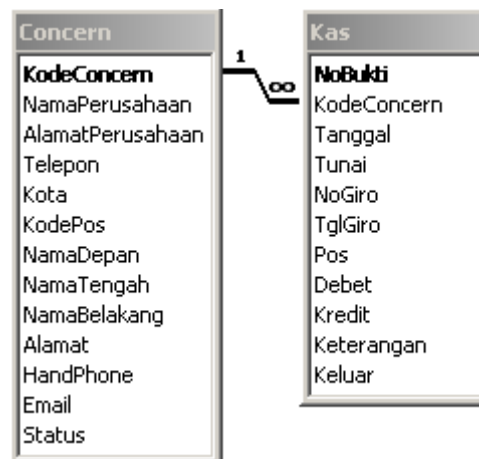 Concern
KodeConcern
NamaPerusahaan
AlamatPerusahaan
Telepon
Kota
KodePos
NamaDepan
NamaTengah
NamaBelakang
Alamat
HandPhone
Email
Status
1
∞
Kas
NoBukti
KodeConcern
Tanggal
Tunai
NoGiro
TglGiro
Pos
Debet
Kredit
Keterangan
Keluar